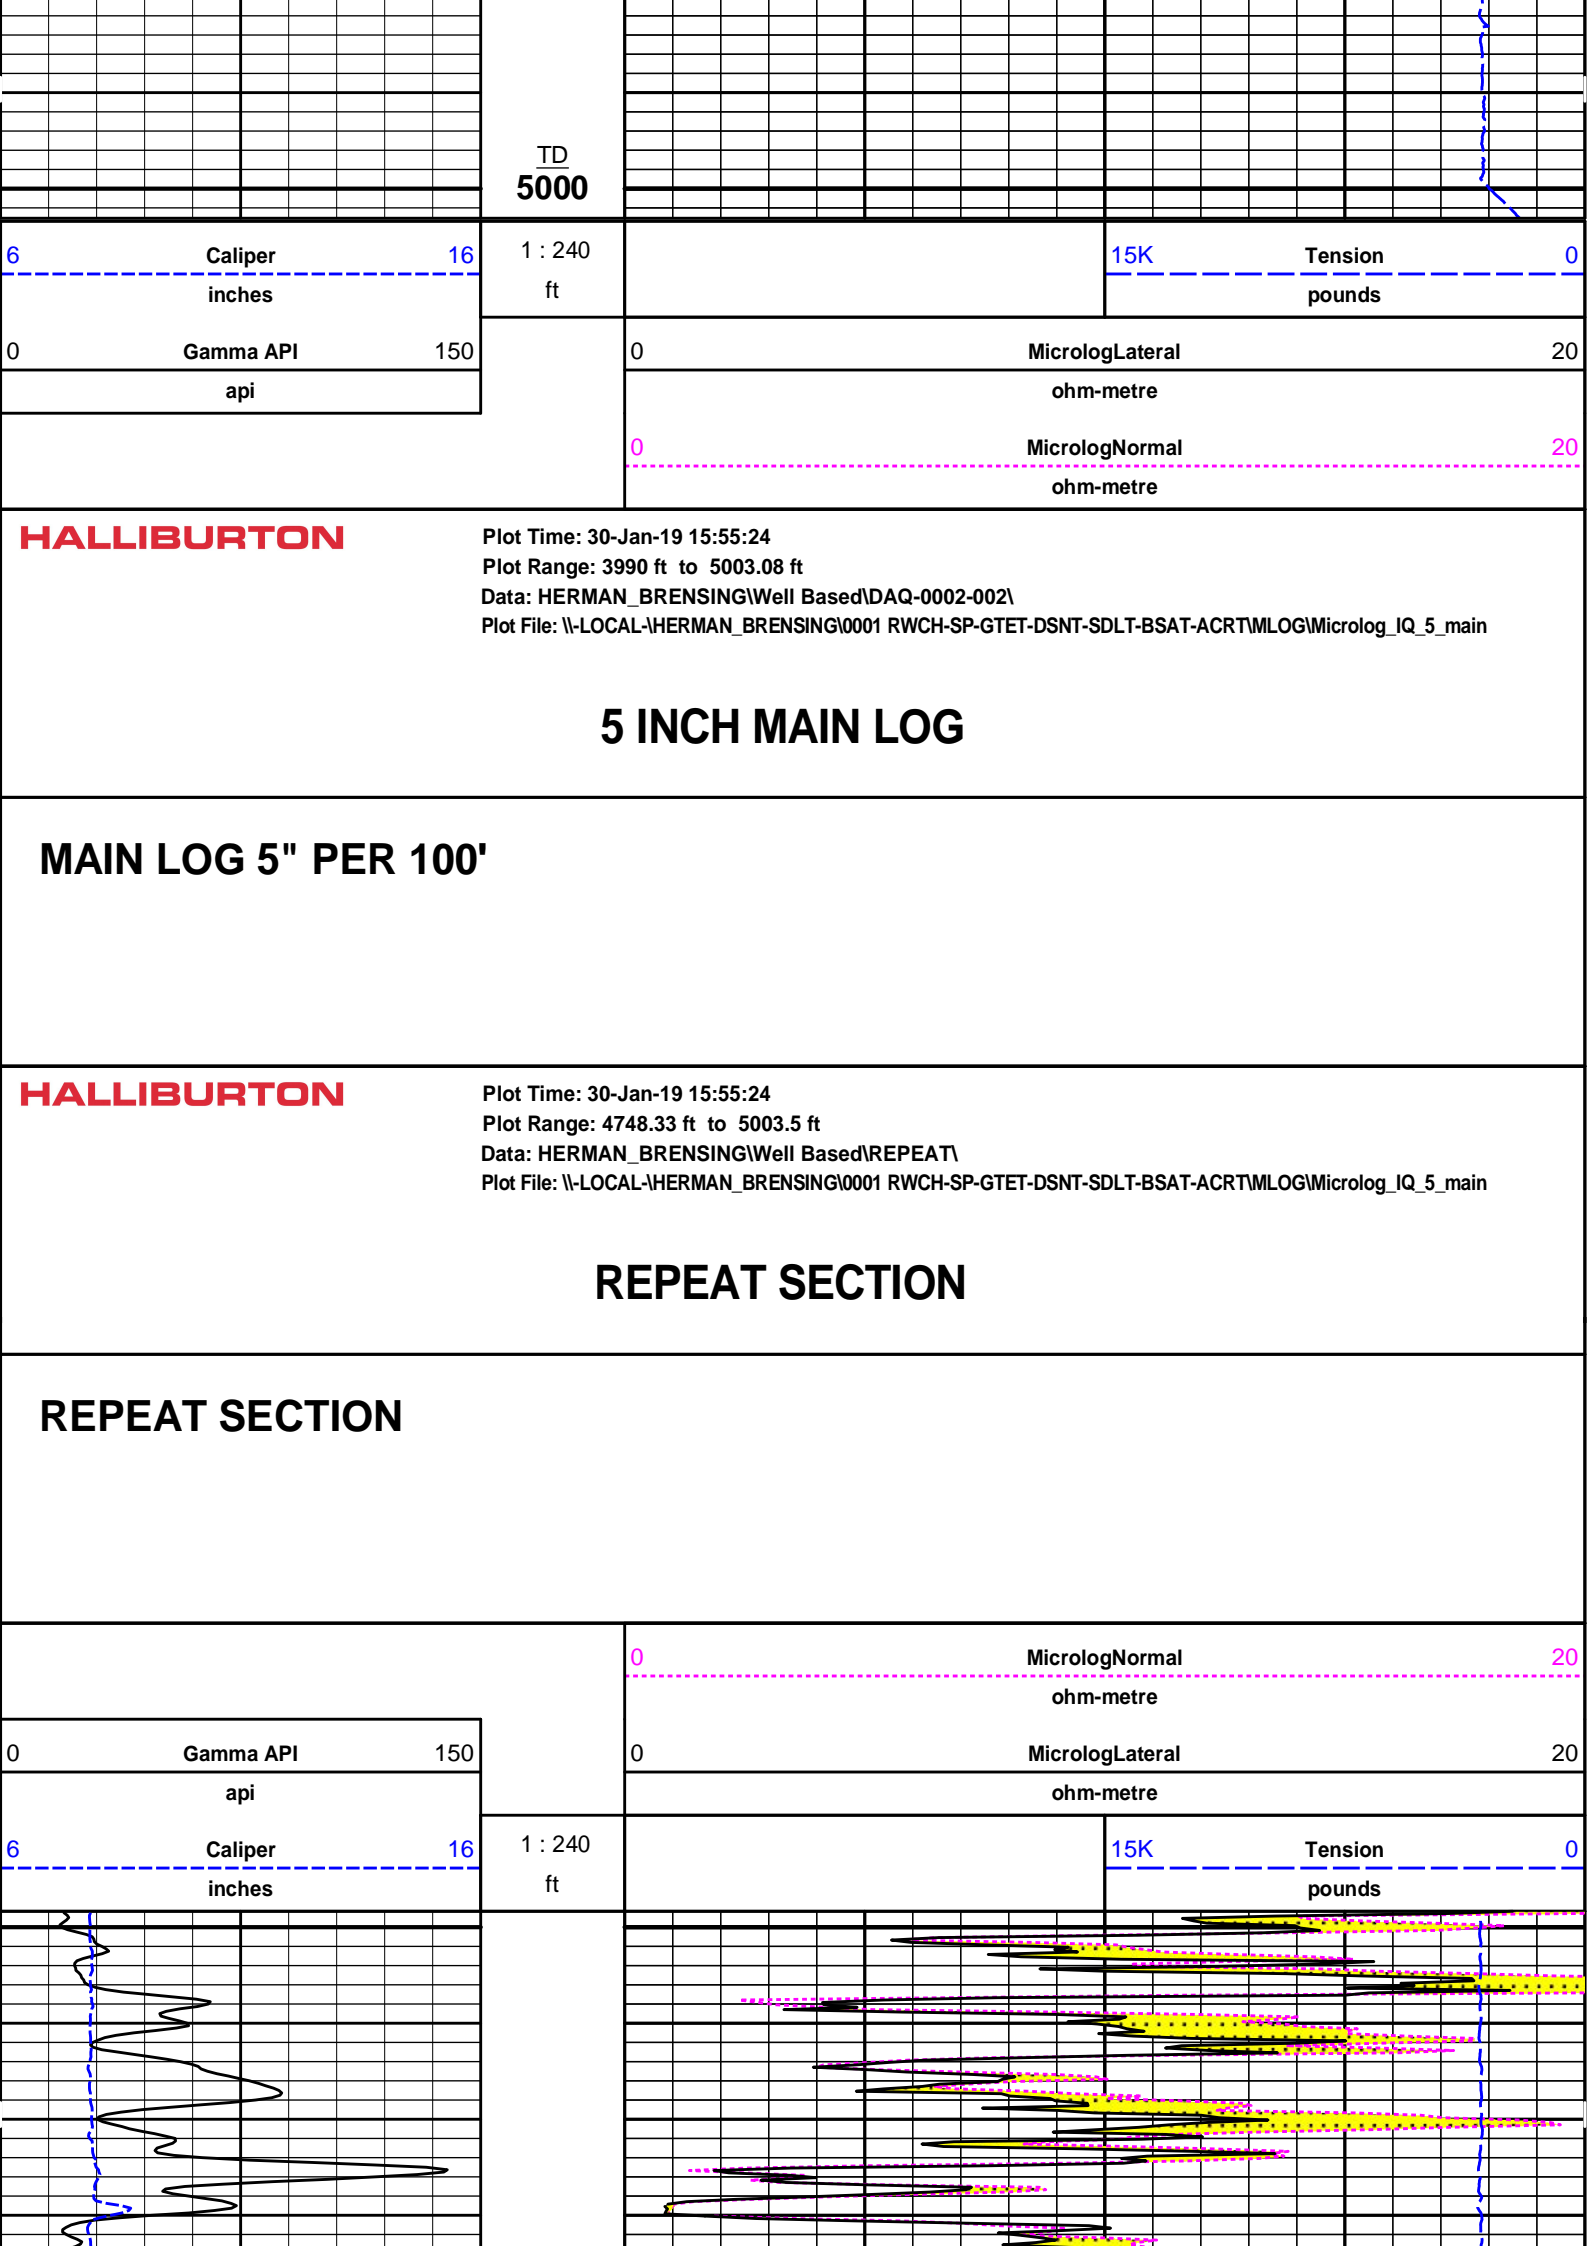 TD
5000
6 Caliper 16
inches
1 : 240
ft
15K Tension 0
pounds
0 Gamma API 150
api
0 MicrologLateral 20
ohm-metre
0 MicrologNormal 20
ohm-metre
HALLIBURTON
Plot Time: 30-Jan-19 15:55:24
Plot Range: 3990 ft to 5003.08 ft
Data: HERMAN_BRENSING\Well Based\DAQ-0002-002\
Plot File: \\-LOCAL-\HERMAN_BRENSING\0001 RWCH-SP-GTET-DSNT-SDLT-BSAT-ACRT\MLOG\Microlog_IQ_5_main
5 INCH MAIN LOG
MAIN LOG 5" PER 100'
HALLIBURTON
Plot Time: 30-Jan-19 15:55:24
Plot Range: 4748.33 ft to 5003.5 ft
Data: HERMAN_BRENSING\Well Based\REPEAT\
Plot File: \\-LOCAL-\HERMAN_BRENSING\0001 RWCH-SP-GTET-DSNT-SDLT-BSAT-ACRT\MLOG\Microlog_IQ_5_main
REPEAT SECTION
REPEAT SECTION
0 MicrologNormal 20
ohm-metre
0 Gamma API 150
api
0 MicrologLateral 20
ohm-metre
6 Caliper 16
inches
1 : 240
ft
15K Tension 0
pounds